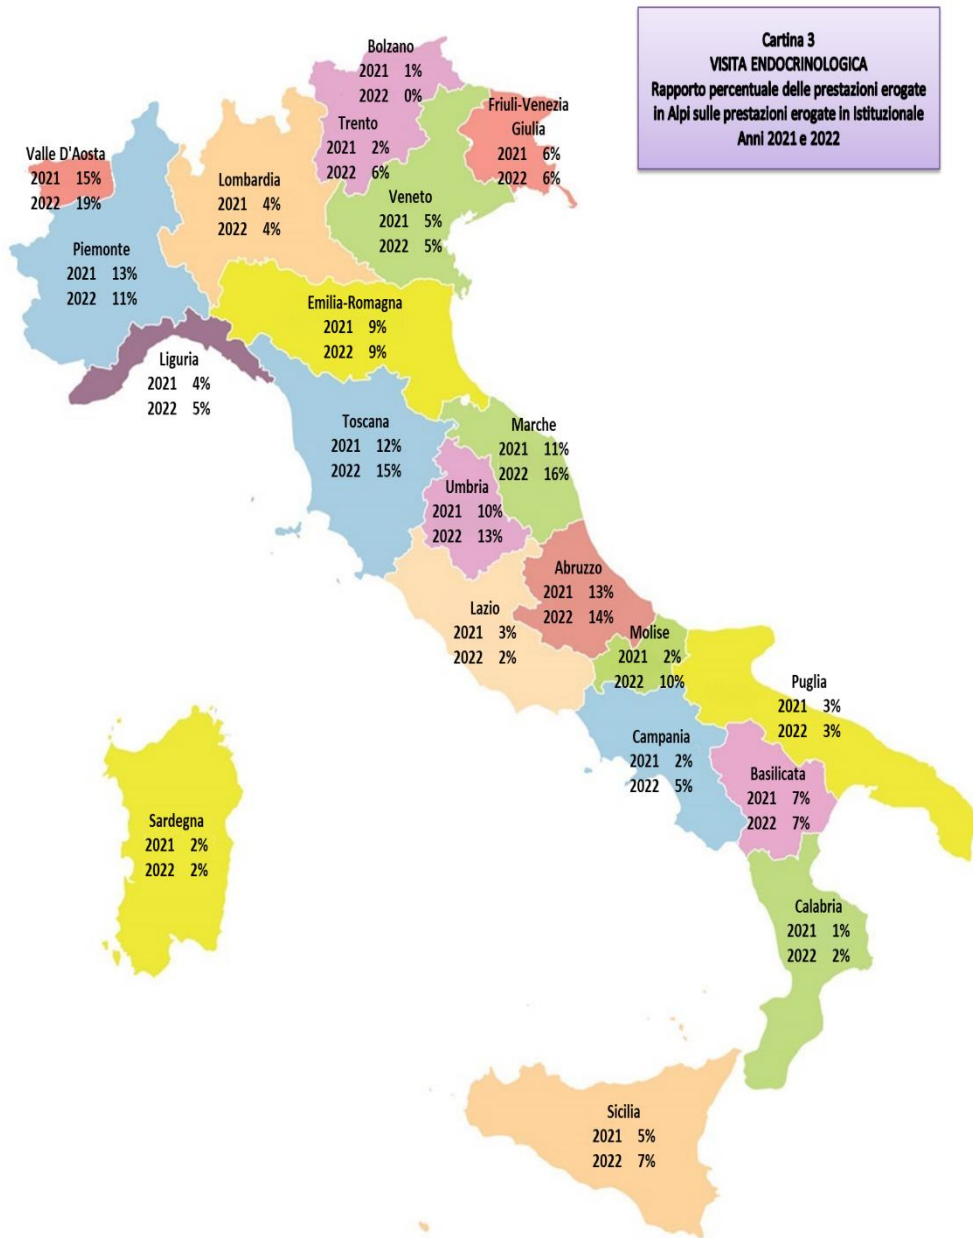 Cartina 3
VISITA ENDOCRINOLOGICA
Rapporto percentuale delle prestazioni erogate
in Alpi sulle prestazioni erogate in Istituzionale
Anni 2021 e 2022
Bolzano
2021 1%
2022 0%
Trento
2021 2%
2022 6%
Friuli-Venezia
Giulia
2021 6%
2022 6%
Valle D'Aosta
2021 15%
2022 19%
Lombardia
2021 4%
2022 4%
Veneto
2021 5%
2022 5%
Piemonte
2021 13%
2022 11%
Emilia-Romagna
2021 9%
2022 9%
Liguria
2021 4%
2022 5%
Toscana
2021 12%
2022 15%
Marche
2021 11%
2022 16%
Umbria
2021 10%
2022 13%
Abruzzo
2021 13%
2022 14%
Lazio
2021 3%
2022 2%
Molise
2021 2%
2022 10%
Puglia
2021 3%
2022 3%
Campania
2021 2%
2022 5%
Basilicata
2021 7%
2022 7%
Sardegna
2021 2%
2022 2%
Calabria
2021 1%
2022 2%
Sicilia
2021 5%
2022 7%